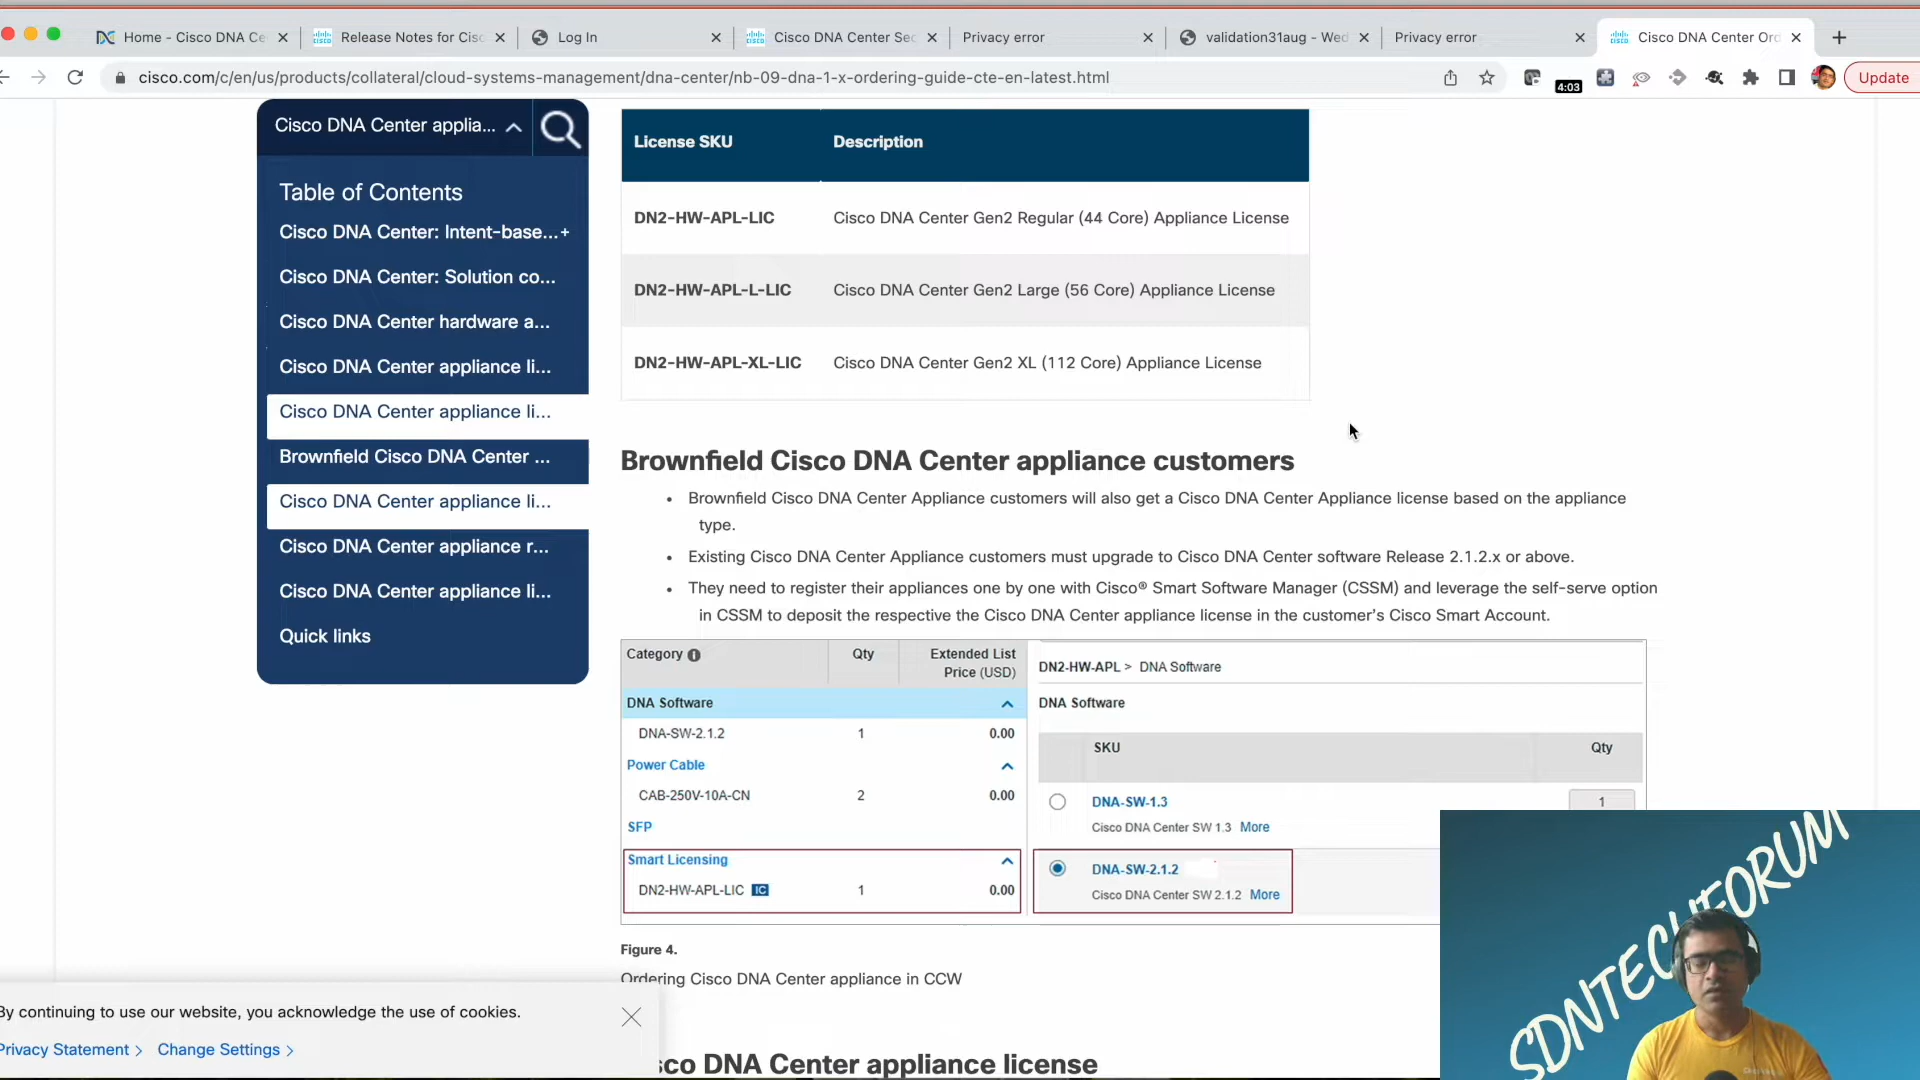 Home - Cisco DNA Ce
Release Notes for Cisc
Log In
Cisco DNA Center Sec
Privacy error
validation31aug - Wed
Privacy error
Cisco DNA Center Ord
cisco.com/c/en/us/products/collateral/cloud-systems-management/dna-center/nb-09-dna-1-x-ordering-guide-cte-en-latest.html
4:03
Update
Cisco DNA Center applia...
Table of Contents
Cisco DNA Center: Intent-base...+
Cisco DNA Center: Solution co...
Cisco DNA Center hardware a...
Cisco DNA Center appliance li...
Cisco DNA Center appliance li...
Brownfield Cisco DNA Center ...
Cisco DNA Center appliance li...
Cisco DNA Center appliance r...
Cisco DNA Center appliance li...
Quick links
License SKU Description
DN2-HW-APL-LIC Cisco DNA Center Gen2 Regular (44 Core) Appliance License
DN2-HW-APL-L-LIC Cisco DNA Center Gen2 Large (56 Core) Appliance License
DN2-HW-APL-XL-LIC Cisco DNA Center Gen2 XL (112 Core) Appliance License
Brownfield Cisco DNA Center appliance customers
• Brownfield Cisco DNA Center Appliance customers will also get a Cisco DNA Center Appliance license based on the appliance
type.
• Existing Cisco DNA Center Appliance customers must upgrade to Cisco DNA Center software Release 2.1.2.x or above.
• They need to register their appliances one by one with Cisco® Smart Software Manager (CSSM) and leverage the self-serve option
in CSSM to deposit the respective the Cisco DNA Center appliance license in the customer's Cisco Smart Account.
Category Qty Extended List
Price (USD)
DNA Software
DNA-SW-2.1.2 1 0.00
Power Cable
CAB-250V-10A-CN 2 0.00
SFP
Smart Licensing
DN2-HW-APL-LIC IC 1 0.00
DN2-HW-APL > DNA Software
DNA Software
SKU Qty
DNA-SW-1.3 1
Cisco DNA Center SW 1.3 More
DNA-SW-2.1.2
Cisco DNA Center SW 2.1.2 More
Figure 4.
Ordering Cisco DNA Center appliance in CCW
sco DNA Center appliance license
By continuing to use our website, you acknowledge the use of cookies.
Privacy Statement > Change Settings >
SDNTECHFORUM